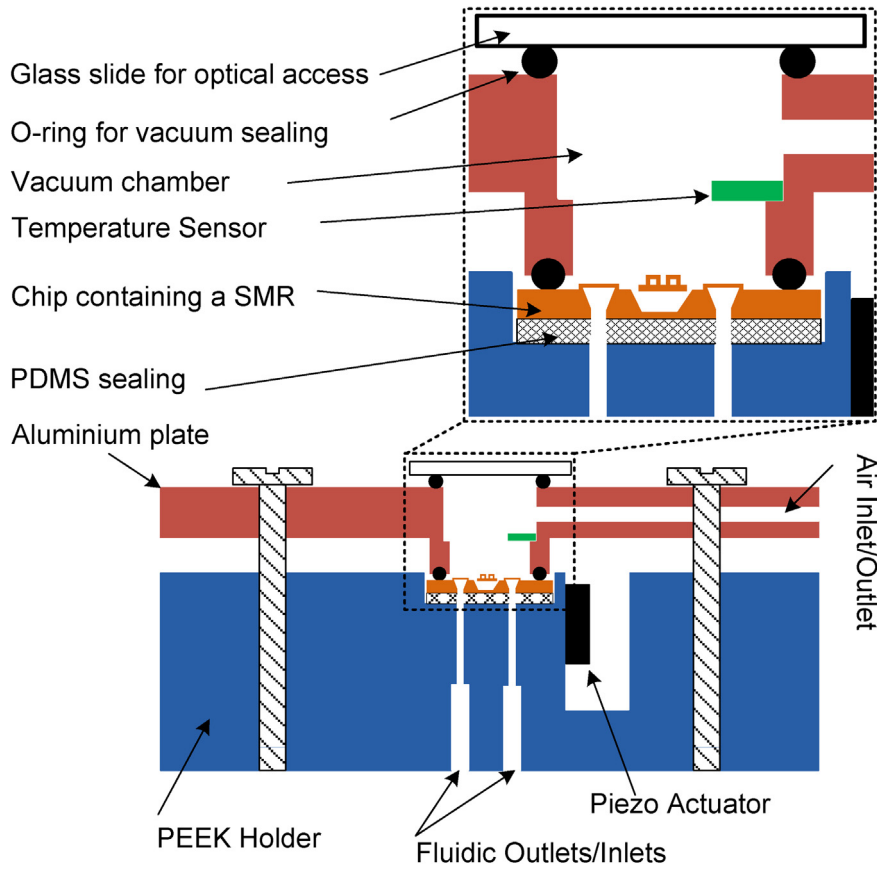 Glass slide for optical access
O-ring for vacuum sealing
Vacuum chamber
Temperature Sensor
Chip containing a SMR
PDMS sealing
Aluminium plate
Air Inlet/Outlet
Piezo Actuator
PEEK Holder
Fluidic Outlets/Inlets